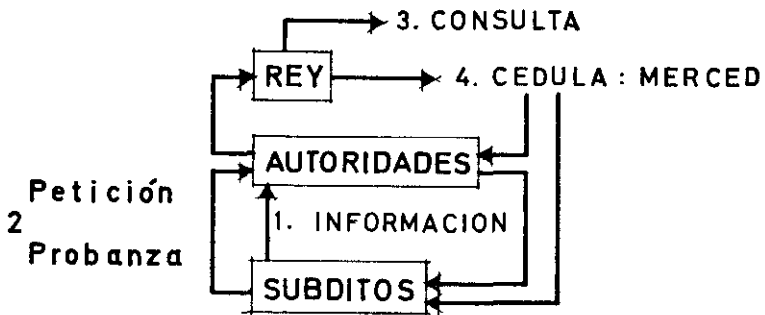 3. CONSULTA
REY
4. CEDULA : MERCED
AUTORIDADES
Petición
2
Probanza
1. INFORMACION
SUBDITOS